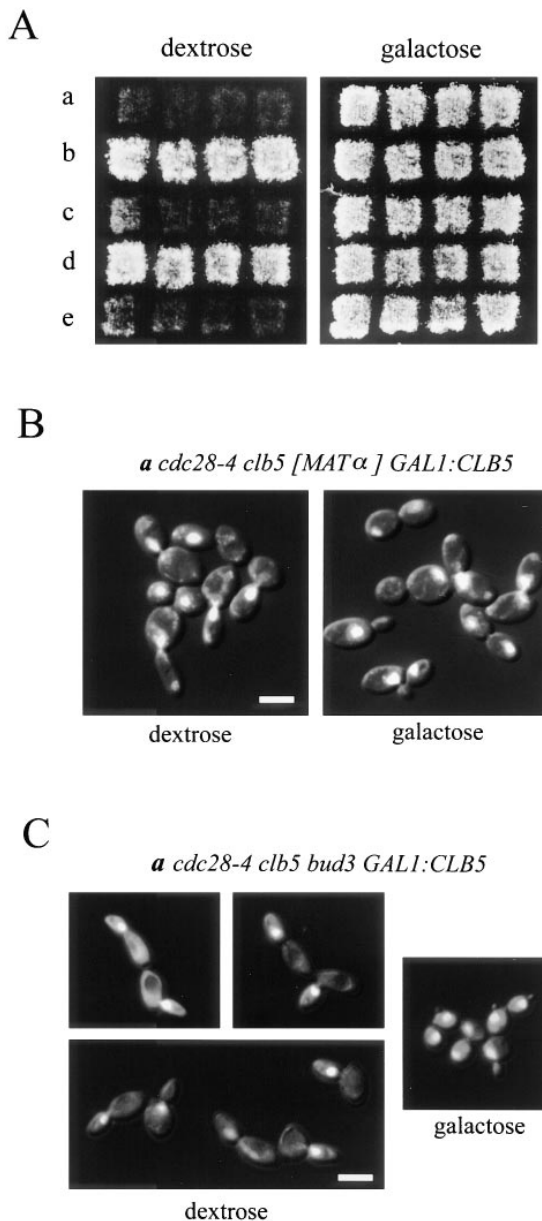 A
dextrose galactose
a
b
c
d
e
B
a cdc28-4 clb5 [MATα] GAL1:CLB5
dextrose galactose
C
a cdc28-4 clb5 bud3 GAL1:CLB5
galactose
dextrose